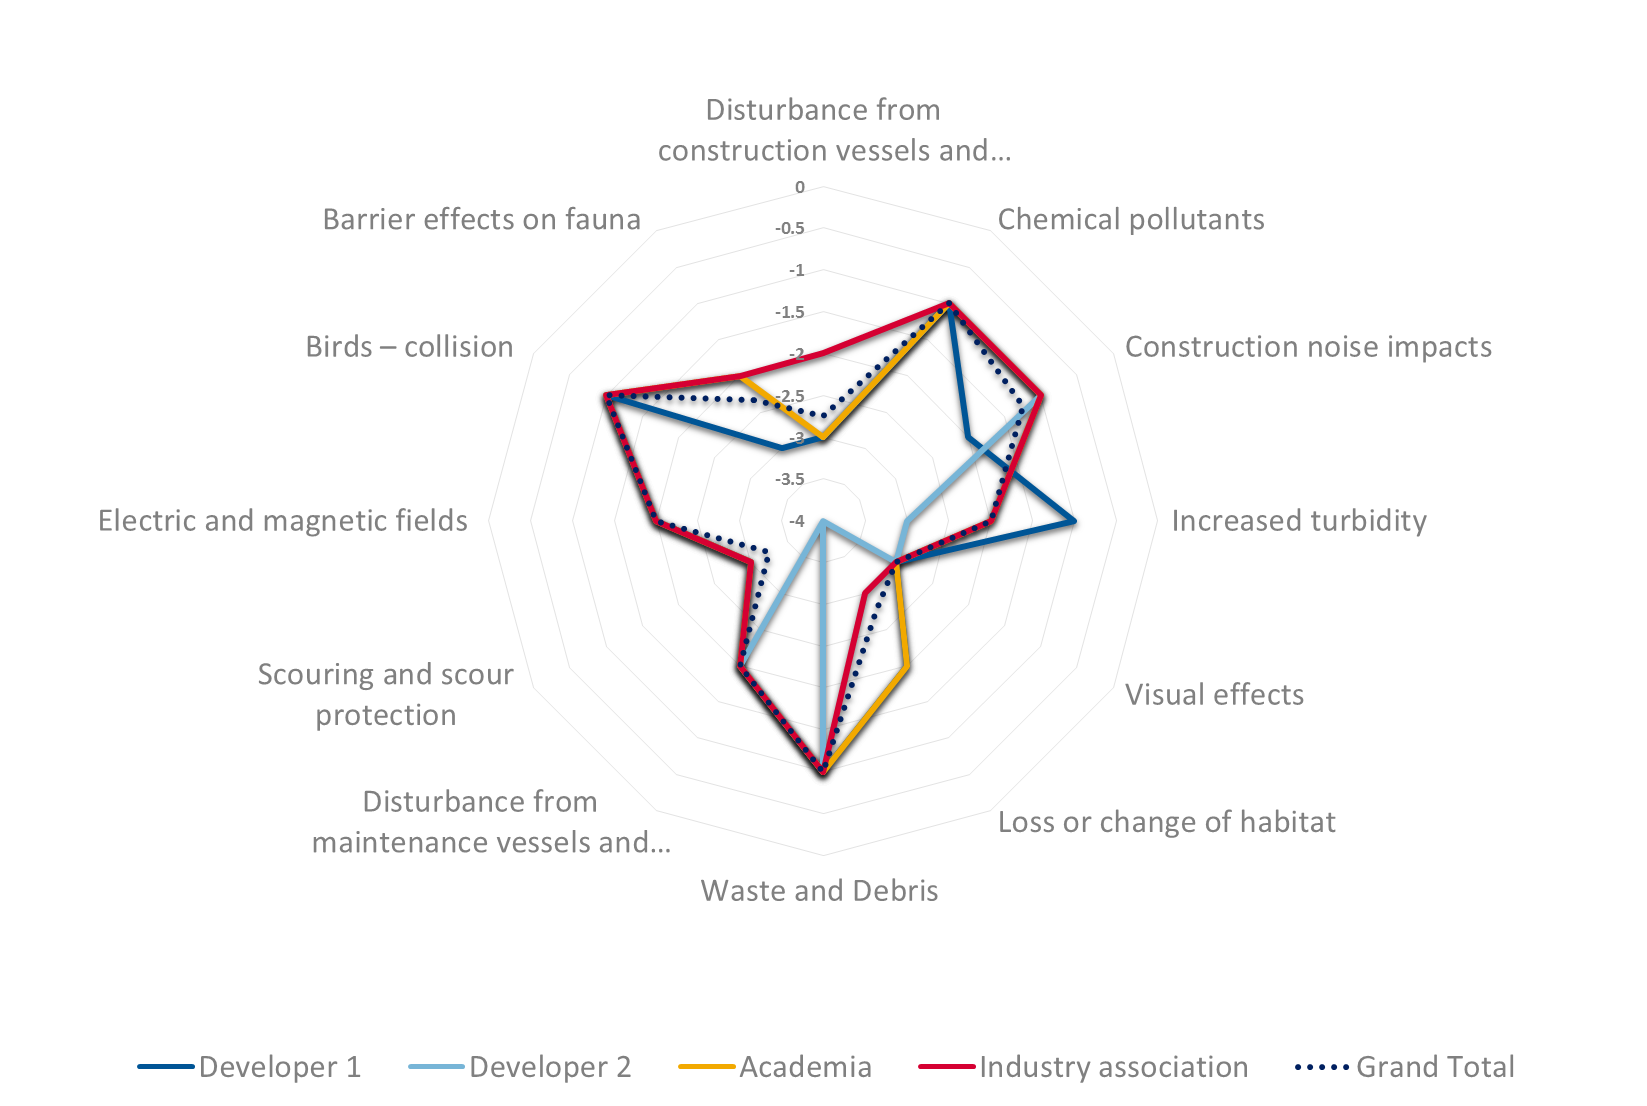 Disturbance from
construction vessels and...
Chemical pollutants
Construction noise impacts
Increased turbidity
Visual effects
Loss or change of habitat
Waste and Debris
Disturbance from
maintenance vessels and...
Scouring and scour
protection
Electric and magnetic fields
Birds – collision
Barrier effects on fauna
0
-0.5
-1
-1.5
-2
-2.5
-3
-3.5
-4
Developer 1
Developer 2
Academia
Industry association
Grand Total